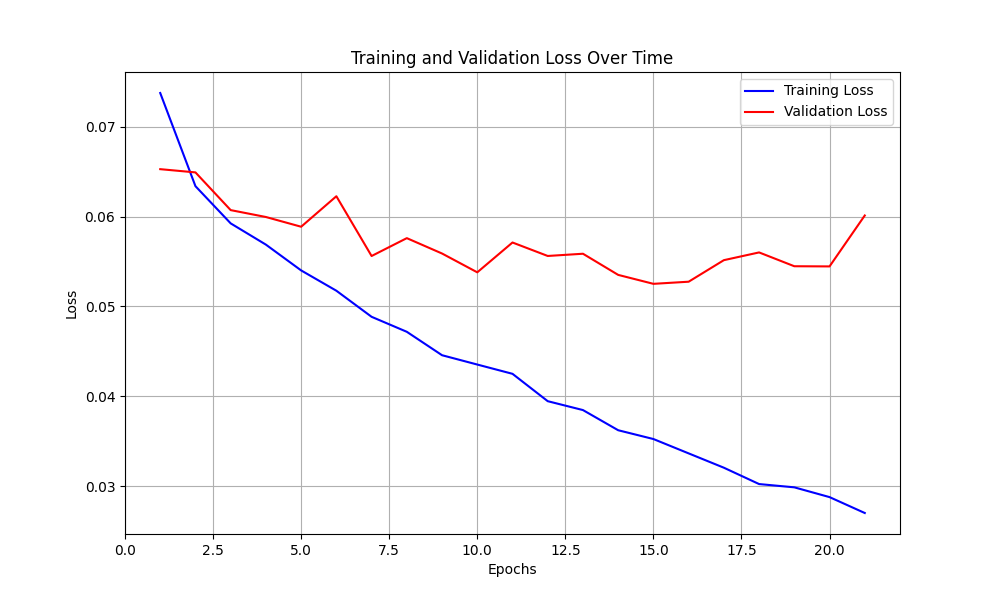 Training and Validation Loss Over Time
Training Loss
Validation Loss
Loss
0.07
0.06
0.05
0.04
0.03
0.0 2.5 5.0 7.5 10.0 12.5 15.0 17.5 20.0
Epochs